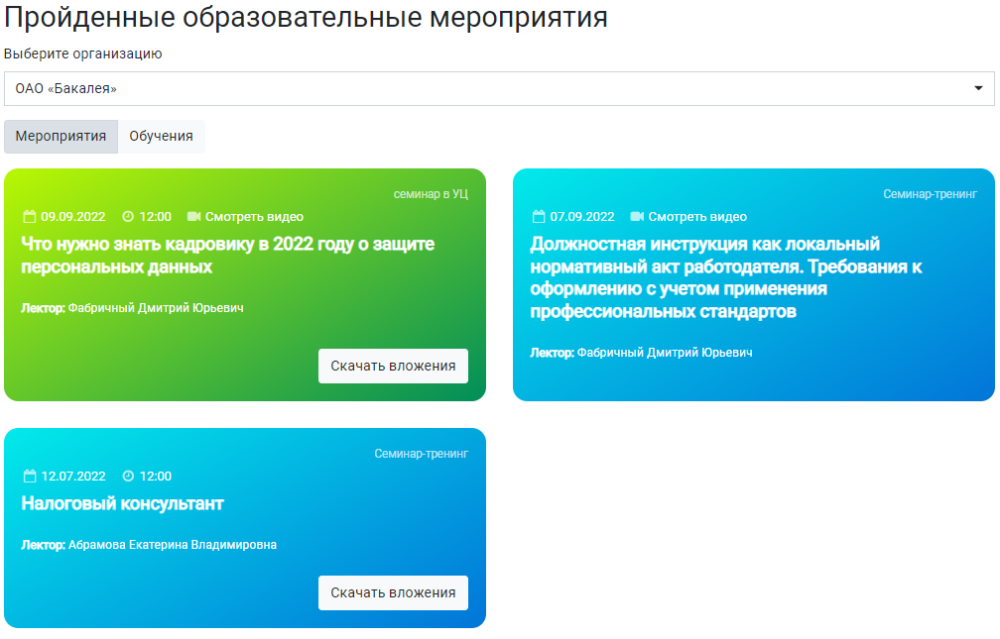 Пройденные образовательные мероприятия
Выберите организацию
ОАО «Бакалея»
Мероприятия Обучения
семинар в УЦ
09.09.2022 12:00 Смотреть видео
Что нужно знать кадровику в 2022 году о защите
персональных данных
Лектор: Фабричный Дмитрий Юрьевич
Скачать вложения
Семинар-тренинг
07.09.2022 Смотреть видео
Должностная инструкция как локальный
нормативный акт работодателя. Требования к
оформлению с учетом применения
профессиональных стандартов
Лектор: Фабричный Дмитрий Юрьевич
Семинар-тренинг
12.07.2022 12:00
Налоговый консультант
Лектор: Абрамова Екатерина Владимировна
Скачать вложения